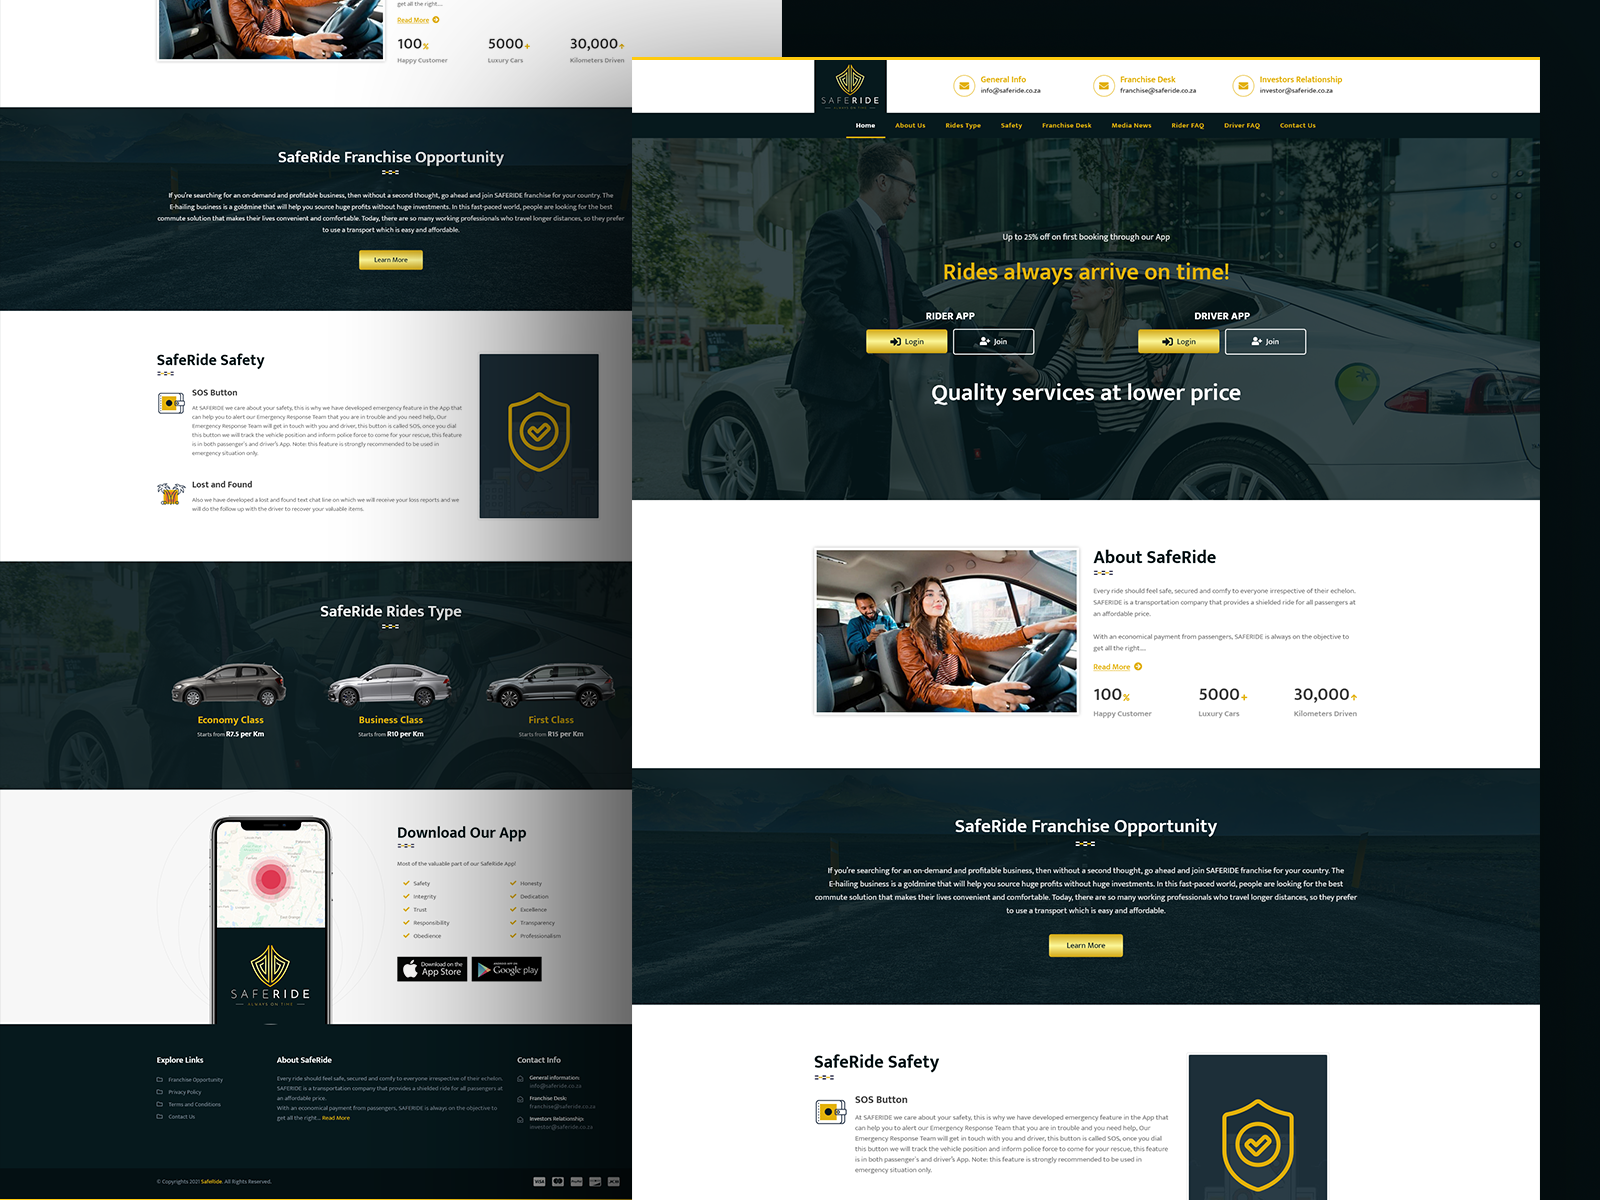 get all the right....
Read More
100%
Happy Customer
5000+
Luxury Cars
30,000
Kilometers Driven
SafeRide Franchise Opportunity
If you're searching for an on-demand and profitable business, then without a second thought, go ahead and join SAFERIDE franchise for your country. The
E-hailing business is a goldmine that will help you source huge profits without huge investments. In this fast-paced world, people are looking for the best
commute solution that makes their lives convenient and comfortable. Today, there are so many working professionals who travel longer distances, so they prefer
to use a transport which is easy and affordable.
Learn More
SafeRide Safety
SOS Button
At SAFERIDE we care about your safety, this is why we have developed emergency feature in the App that
can help you to alert our Emergency Response Team that you are in trouble and you need help, Our
Emergency Response Team will get in touch with you and driver, this button is called SOS, once you dial
this button we will track the vehicle position and inform police force to come for your rescue, this feature
is in both passenger's and driver's App. Note: this feature is strongly recommended to be used in
emergency situation only.
Lost and Found
Also we have developed a lost and found text chat line on which we will receive your loss reports and we
will do the follow up with the driver to recover your valuable items.
SafeRide Rides Type
Economy Class
Starts from R7.5 per Km
Business Class
Starts from R10 per Km
First Class
Starts from R15 per Km
SAFERIDE
ALWAYS ON TIME
Download Our App
Most of the valuable part of our SafeRide App!
Safety
Integrity
Trust
Responsibility
Obedience
Honesty
Dedication
Excellence
Transparency
Professionalism
Download on the
App Store
Google play
Explore Links
Franchise Opportunity
Privacy Policy
Terms and Conditions
Contact Us
About SafeRide
Every ride should feel safe, secured and comfy to everyone irrespective of their echelon.
SAFERIDE is a transportation company that provides a shielded ride for all passengers at
an affordable price.
With an economical payment from passengers, SAFERIDE is always on the objective to
get all the right... Read More
Contact Info
General information:
info@saferide.co.za
Franchise Desk:
franchise@saferide.co.za
Investors Relationship:
investor@saferide.co.za
© Copyrights 2021 SafeRide. All Rights Reserved.
VISA
SAFERIDE
ALWAYS ON TIME
General Info
info@saferide.co.za
Franchise Desk
franchise@saferide.co.za
Investors Relationship
investor@saferide.co.za
Home
About Us
Rides Type
Safety
Franchise Desk
Media News
Rider FAQ
Driver FAQ
Contact Us
Up to 25% off on first booking through our App
Rides always arrive on time!
RIDER APP
Login
Join
DRIVER APP
Login
Join
Quality services at lower price
About SafeRide
Every ride should feel safe, secured and comfy to everyone irrespective of their echelon.
SAFERIDE is a transportation company that provides a shielded ride for all passengers at
an affordable price.
With an economical payment from passengers, SAFERIDE is always on the objective to
get all the right....
Read More
100%
Happy Customer
5000+
Luxury Cars
30,000
Kilometers Driven
SafeRide Franchise Opportunity
If you're searching for an on-demand and profitable business, then without a second thought, go ahead and join SAFERIDE franchise for your country. The
E-hailing business is a goldmine that will help you source huge profits without huge investments. In this fast-paced world, people are looking for the best
commute solution that makes their lives convenient and comfortable. Today, there are so many working professionals who travel longer distances, so they prefer
to use a transport which is easy and affordable.
Learn More
SafeRide Safety
SOS Button
At SAFERIDE we care about your safety, this is why we have developed emergency feature in the App that
can help you to alert our Emergency Response Team that you are in trouble and you need help, Our
Emergency Response Team will get in touch with you and driver, this button is called SOS, once you dial
this button we will track the vehicle position and inform police force to come for your rescue, this feature
is in both passenger's and driver's App. Note: this feature is strongly recommended to be used in
emergency situation only.